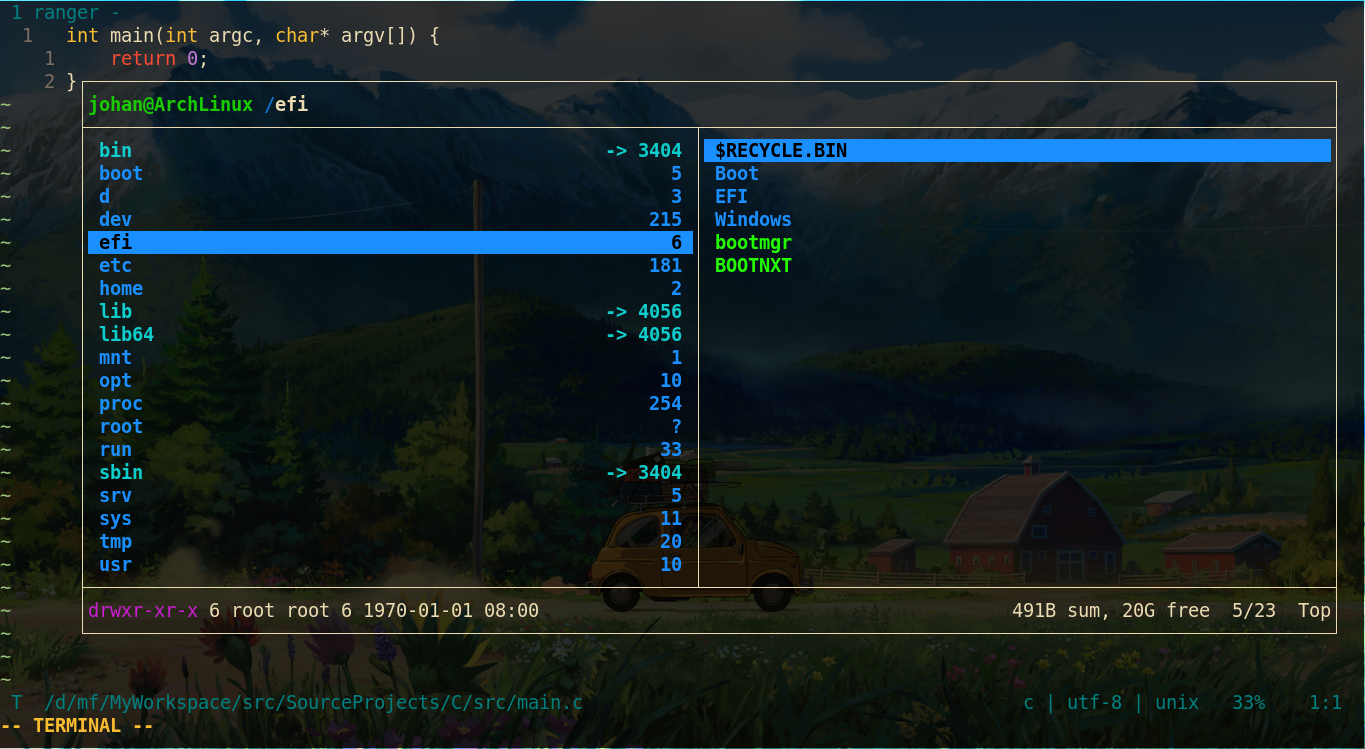 1 ranger -
1 int main(int argc, char* argv[]) {
1 return 0;
2 }
~
johan@ArchLinux /efi
~
~
bin -> 3404 $RECYCLE.BIN
~
boot 5 Boot
~
d 3 EFI
~
dev 215 Windows
~
efi 6 bootmgr
~
etc 181 BOOTNXT
~
home 2
~
lib -> 4056
~
lib64 -> 4056
~
mnt 1
~
opt 10
~
proc 254
~
root ?
~
run 33
~
sbin -> 3404
~
srv 5
~
sys 11
~
tmp 20
~
usr 10
~
~
drwxr-xr-x 6 root root 6 1970-01-01 08:00 491B sum, 20G free 5/23 Top
~
~
~
T /d/mf/MyWorkspace/src/SourceProjects/C/src/main.c c | utf-8 | unix 33% 1:1
-- TERMINAL --